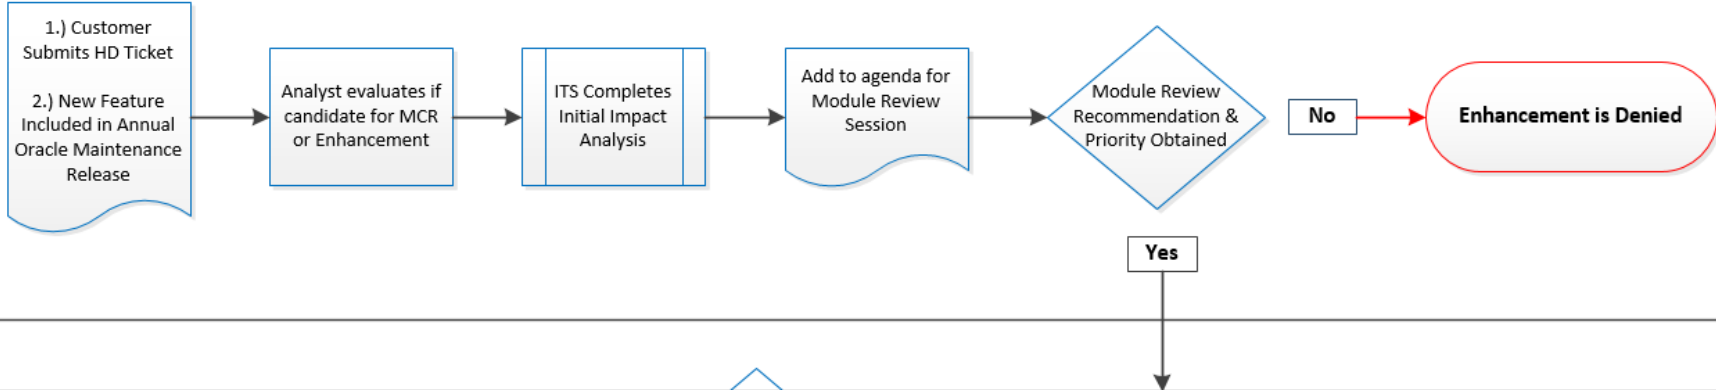 1.) Customer
Submits HD Ticket
2.) New Feature
Included in Annual
Oracle Maintenance
Release
Analyst evaluates if
candidate for MCR
or Enhancement
ITS Completes
Initial Impact
Analysis
Add to agenda for
Module Review
Session
Module Review
Recommendation &
Priority Obtained
No
Enhancement is Denied
Yes